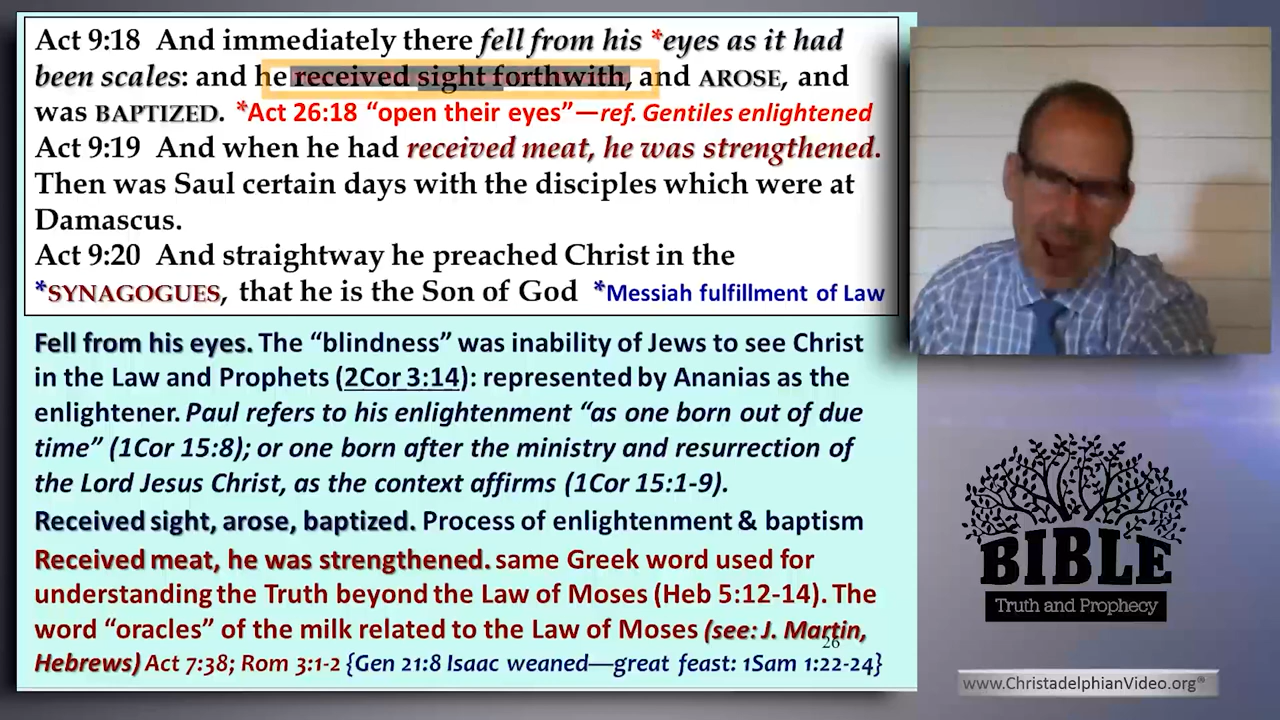 Act 9:18 And immediately there fell from his *eyes as it had
been scales: and he received sight forthwith, and AROSE, and
was BAPTIZED. *Act 26:18 “open their eyes”—ref. Gentiles enlightened
Act 9:19 And when he had received meat, he was strengthened.
Then was Saul certain days with the disciples which were at
Damascus.
Act 9:20 And straightway he preached Christ in the
*SYNAGOGUES, that he is the Son of God *Messiah fulfillment of Law
Fell from his eyes. The “blindness” was inability of Jews to see Christ
in the Law and Prophets (2Cor 3:14): represented by Ananias as the
enlightener. Paul refers to his enlightenment “as one born out of due
time” (1Cor 15:8); or one born after the ministry and resurrection of
the Lord Jesus Christ, as the context affirms (1Cor 15:1-9).
Received sight, arose, baptized. Process of enlightenment & baptism
Received meat, he was strengthened. same Greek word used for
understanding the Truth beyond the Law of Moses (Heb 5:12-14). The
word “oracles” of the milk related to the Law of Moses (see: J. Martin,
26
Hebrews) Act 7:38; Rom 3:1-2 {Gen 21:8 Isaac weaned—great feast: 1Sam 1:22-24}
BIBLE
Truth and Prophecy
www.ChristadelphianVideo.org®